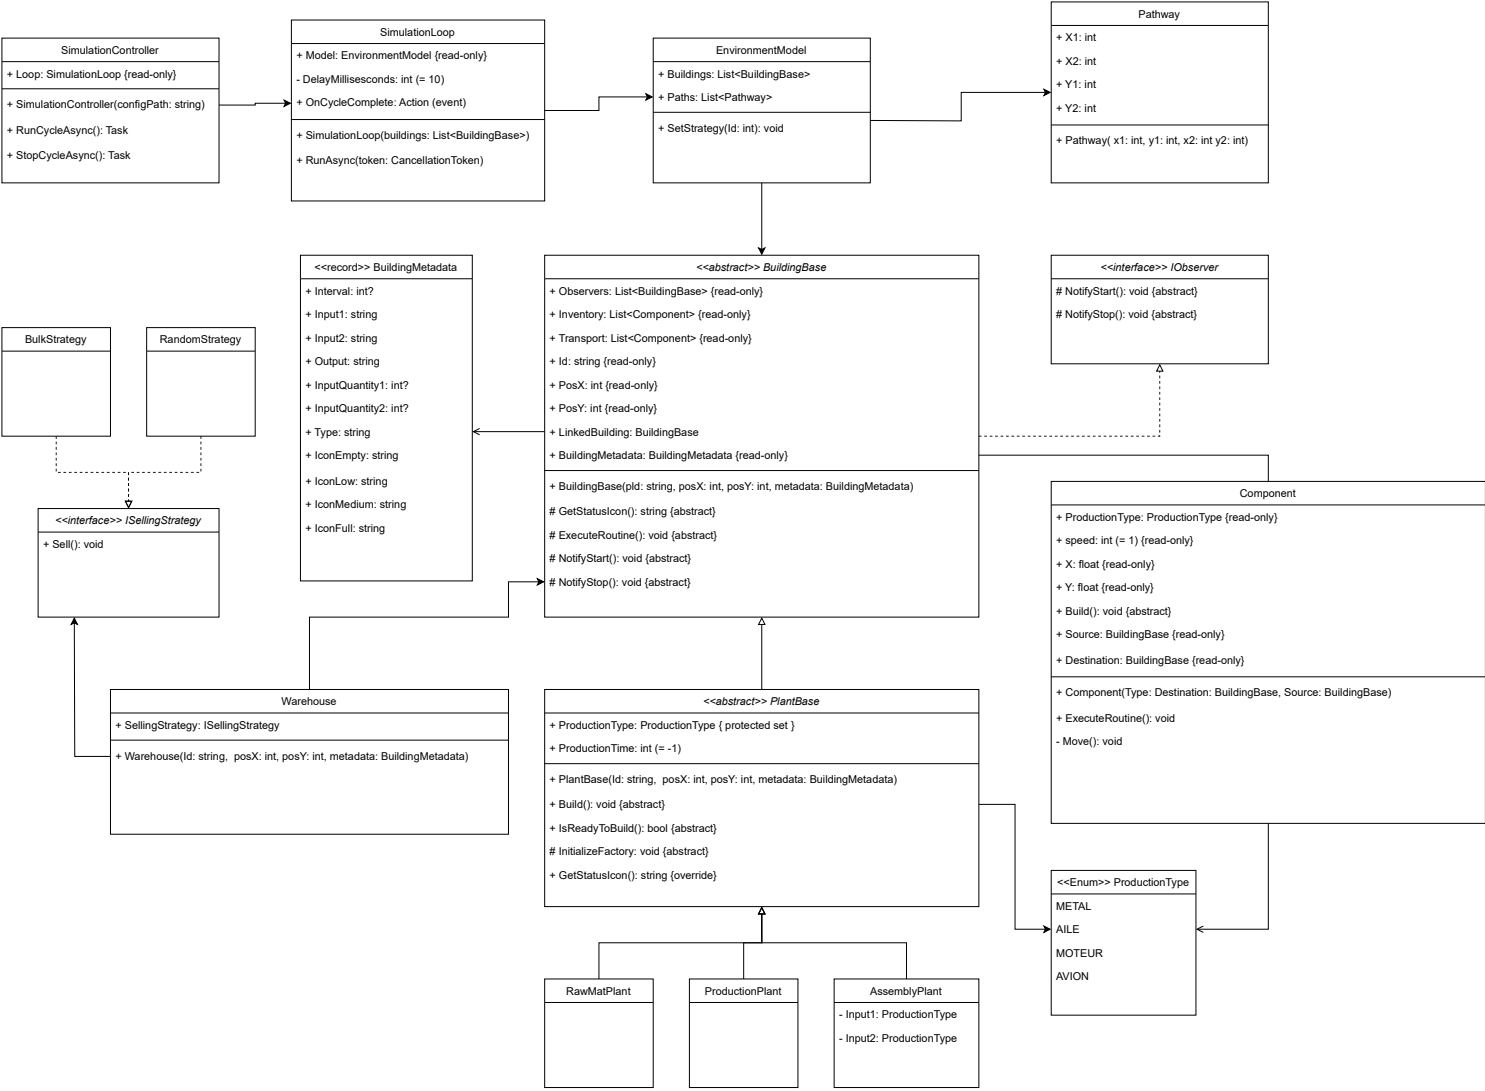 SimulationController
+ Loop: SimulationLoop {read-only}
+ SimulationController(configPath: string)
+ RunCycleAsync(): Task
+ StopCycleAsync(): Task
SimulationLoop
+ Model: EnvironmentModel {read-only}
- DelayMillisesconds: int (= 10)
+ OnCycleComplete: Action (event)
+ SimulationLoop(buildings: List<BuildingBase>)
+ RunAsync(token: CancellationToken)
EnvironmentModel
+ Buildings: List<BuildingBase>
+ Paths: List<Pathway>
+ SetStrategy(Id: int): void
Pathway
+ X1: int
+ X2: int
+ Y1: int
+ Y2: int
+ Pathway( x1: int, y1: int, x2: int y2: int)
BulkStrategy
RandomStrategy
<<interface>> ISellingStrategy
+ Sell(): void
<<record>> BuildingMetadata
+ Interval: int?
+ Input1: string
+ Input2: string
+ Output: string
+ InputQuantity1: int?
+ InputQuantity2: int?
+ Type: string
+ IconEmpty: string
+ IconLow: string
+ IconMedium: string
+ IconFull: string
<<abstract>> BuildingBase
+ Observers: List<BuildingBase> {read-only}
+ Inventory: List<Component> {read-only}
+ Transport: List<Component> {read-only}
+ Id: string {read-only}
+ PosX: int {read-only}
+ PosY: int {read-only}
+ LinkedBuilding: BuildingBase
+ BuildingMetadata: BuildingMetadata {read-only}
+ BuildingBase(pId: string, posX: int, posY: int, metadata: BuildingMetadata)
# GetStatusIcon(): string {abstract}
# ExecuteRoutine(): void {abstract}
# NotifyStart(): void {abstract}
# NotifyStop(): void {abstract}
<<interface>> IObserver
# NotifyStart(): void {abstract}
# NotifyStop(): void {abstract}
Component
+ ProductionType: ProductionType {read-only}
+ speed: int (= 1) {read-only}
+ X: float {read-only}
+ Y: float {read-only}
+ Build(): void {abstract}
+ Source: BuildingBase {read-only}
+ Destination: BuildingBase {read-only}
+ Component(Type: Destination: BuildingBase, Source: BuildingBase)
+ ExecuteRoutine(): void
- Move(): void
Warehouse
+ SellingStrategy: ISellingStrategy
+ Warehouse(Id: string, posX: int, posY: int, metadata: BuildingMetadata)
<<abstract>> PlantBase
+ ProductionType: ProductionType { protected set }
+ ProductionTime: int (= -1)
+ PlantBase(Id: string, posX: int, posY: int, metadata: BuildingMetadata)
+ Build(): void {abstract}
+ IsReadyToBuild(): bool {abstract}
# InitializeFactory: void {abstract}
+ GetStatusIcon(): string {override}
<<Enum>> ProductionType
METAL
AILE
MOTEUR
AVION
RawMatPlant
ProductionPlant
AssemblyPlant
- Input1: ProductionType
- Input2: ProductionType